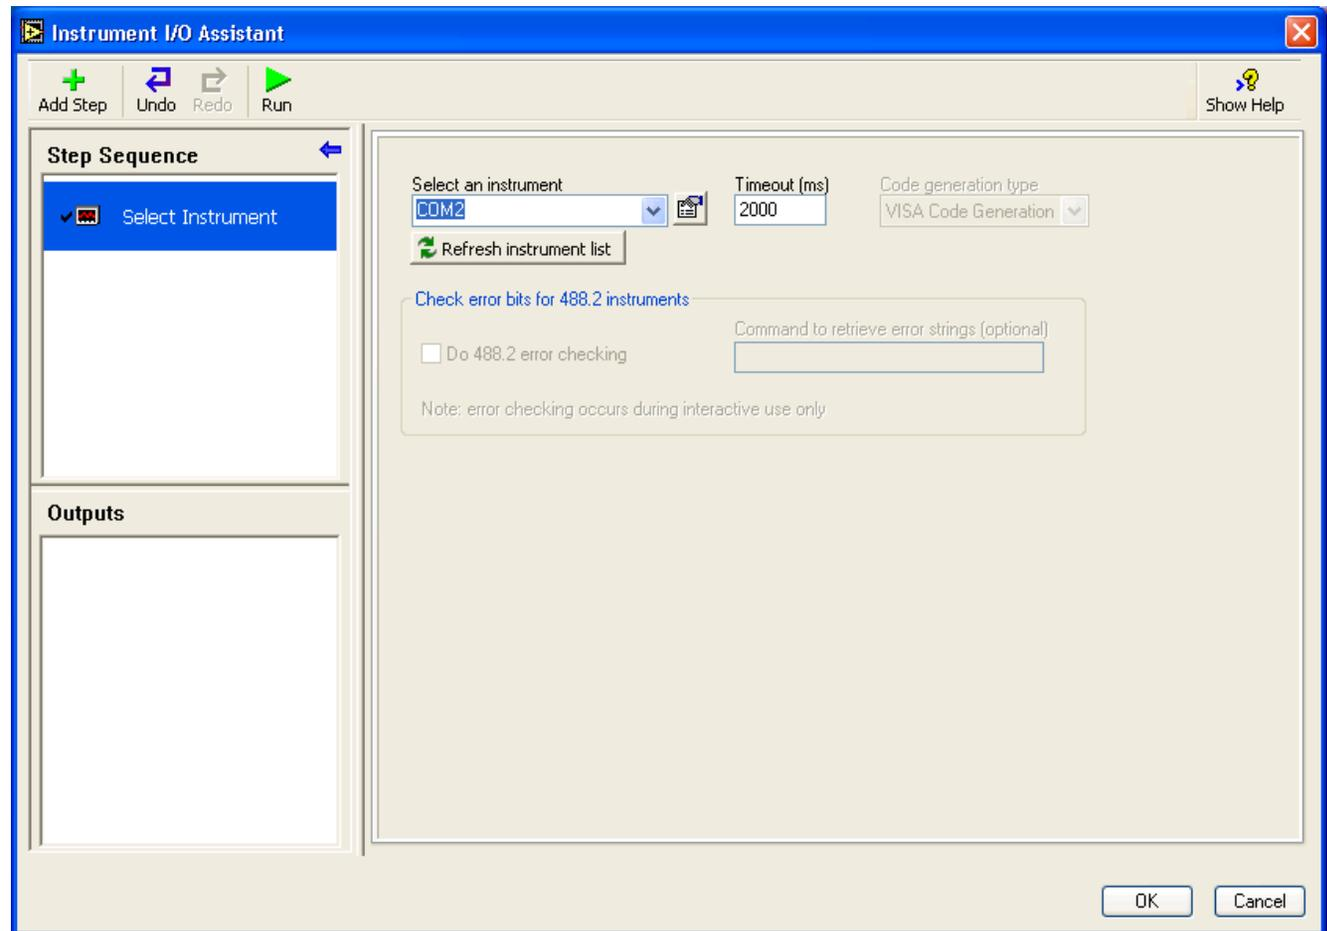 Instrument I/O Assistant
Add Step Undo Redo Run Show Help
Step Sequence
Select Instrument
Select an instrument Timeout (ms) Code generation type
COM2 2000 VISA Code Generation
Refresh instrument list
Check error bits for 488.2 instruments
Command to retrieve error strings (optional)
Do 488.2 error checking
Note: error checking occurs during interactive use only
Outputs
OK Cancel